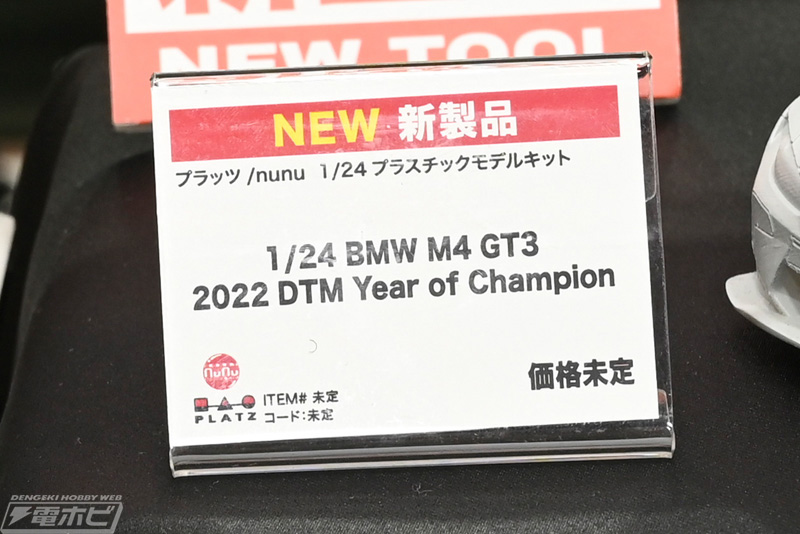 NEW TOOL
NEW 新製品
プラッツ/nunu 1/24プラスチックモデルキット
1/24 BMW M4 GT3
2022 DTM Year of Champion
nunu
価格未定
PLATZ
ITEM# 未定
コード:未定
DENGEKI HOBBY WEB
電ホビ